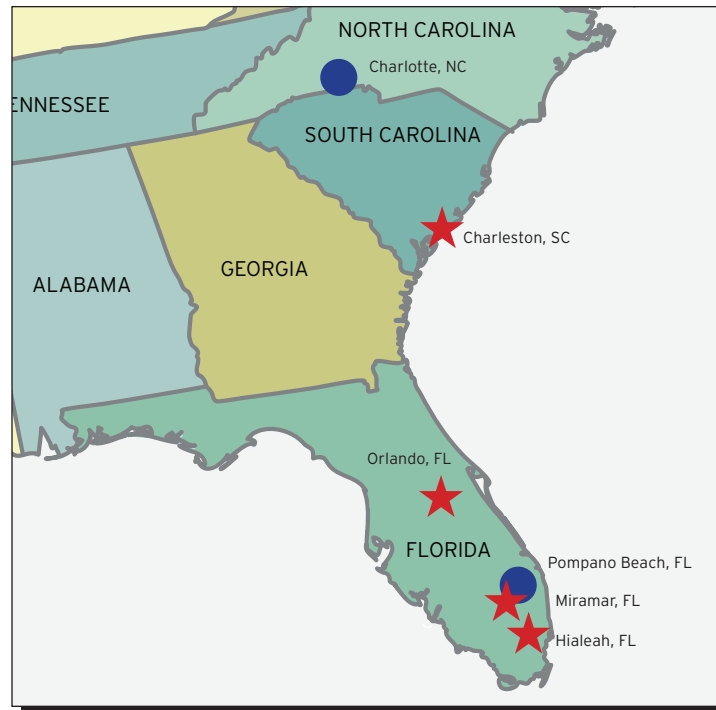 NORTH CAROLINA
Charlotte, NC
ENNESSEE
SOUTH CAROLINA
Charleston, SC
GEORGIA
ALABAMA
Orlando, FL
FLORIDA
Pompano Beach, FL
Miramar, FL
Hialeah, FL